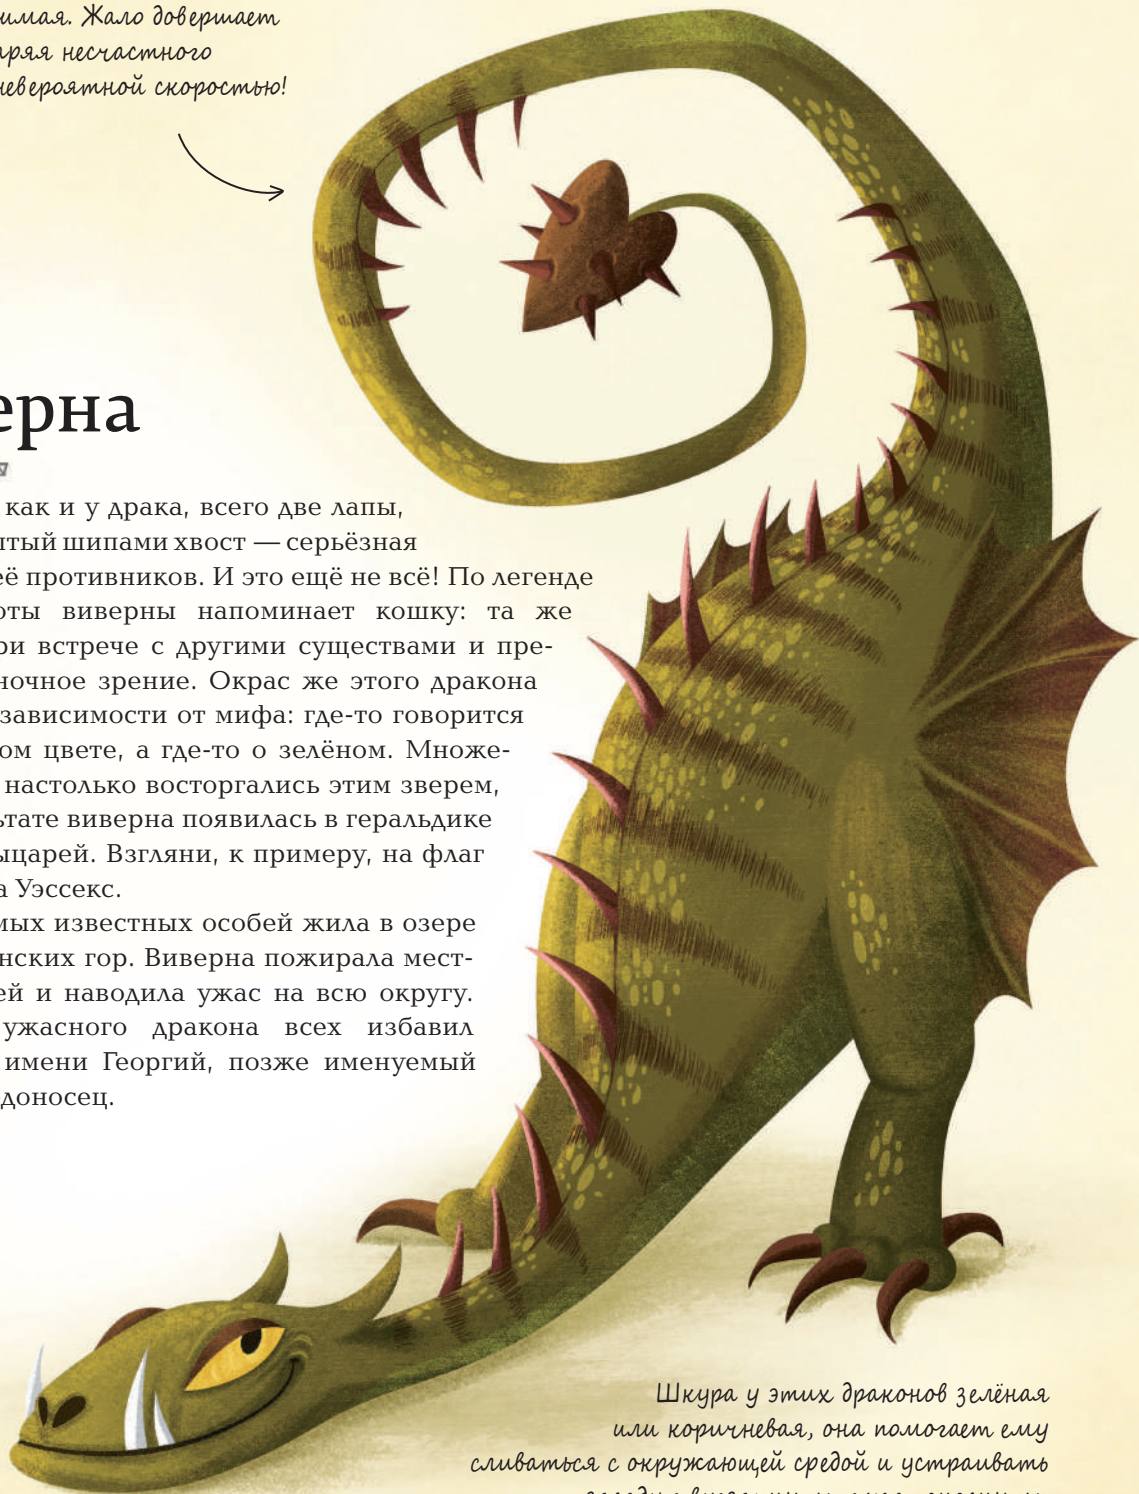 Жало довершает
несчастного
невероятной скоростью!
ерна
как и у драка, всего две лапы,
ытый шипами хвост — серьёзная
её противников. И это ещё не всё! По легенде
оты виверны напоминает кошку: та же
ри встрече с другими существами и пре-
ночное зрение. Окрас же этого дракона
зависимости от мифа: где-то говорится
ом цвете, а где-то о зелёном. Множе-
настолько восторгались этим зверем,
ьтате виверна появилась в геральдике
ыцарей. Взгляни, к примеру, на флаг
а Уэссекс.
мых известных особей жила в озере
нских гор. Виверна пожирала мест-
ей и наводила ужас на всю округу.
ужасного дракона всех избавил
имени Георгий, позже именуемый
доносец.
Шкура у этих драконов зелёная
или коричневая, она помогает ему
сливаться с окружающей средой и устраивать